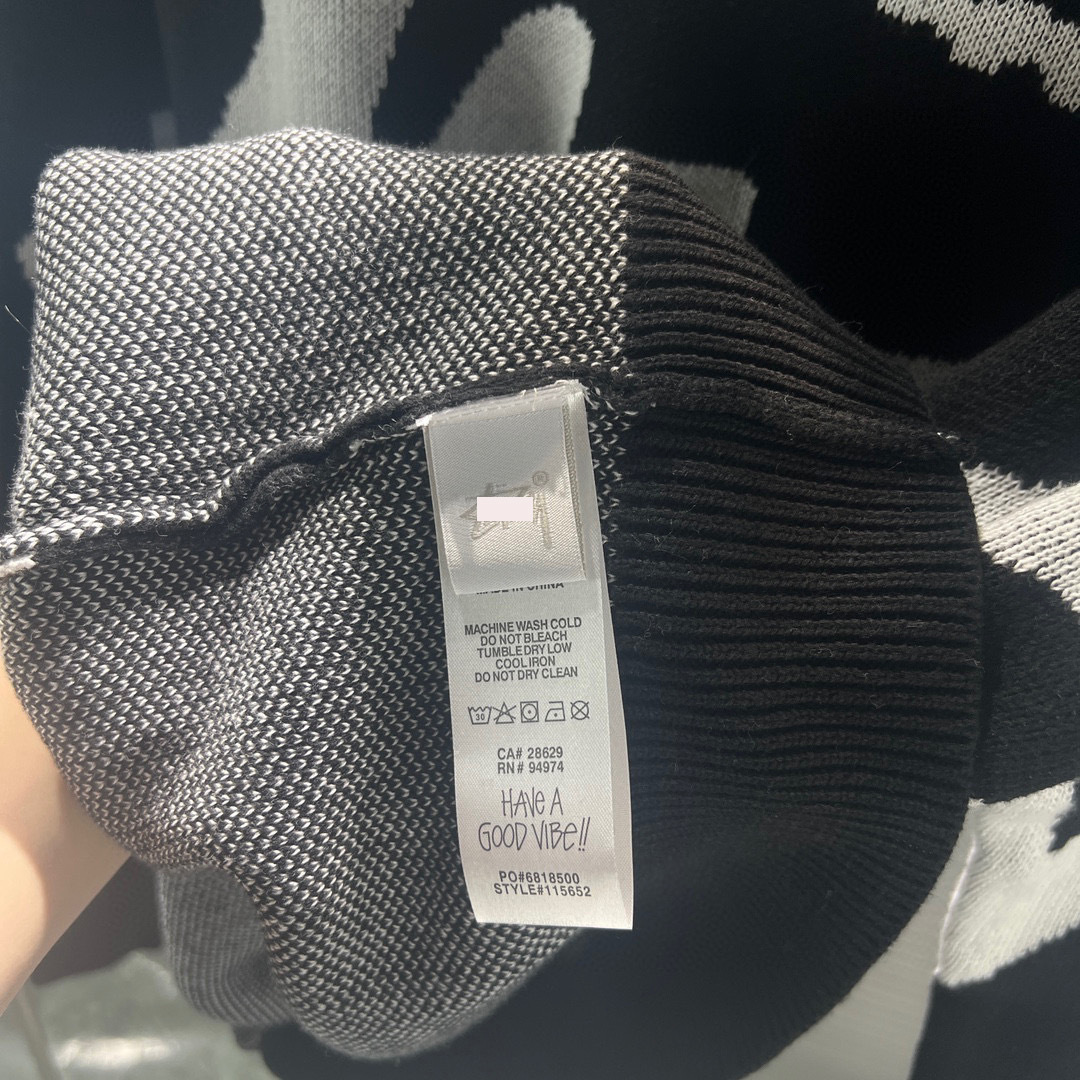 ®
MADE IN CHINA
MACHINE WASH COLD
DO NOT BLEACH
TUMBLE DRY LOW
COOL IRON
DO NOT DRY CLEAN
30
CA# 28629
RN# 94974
HAVE A
GOOD VIBE!!
PO#6818500
STYLE#115652